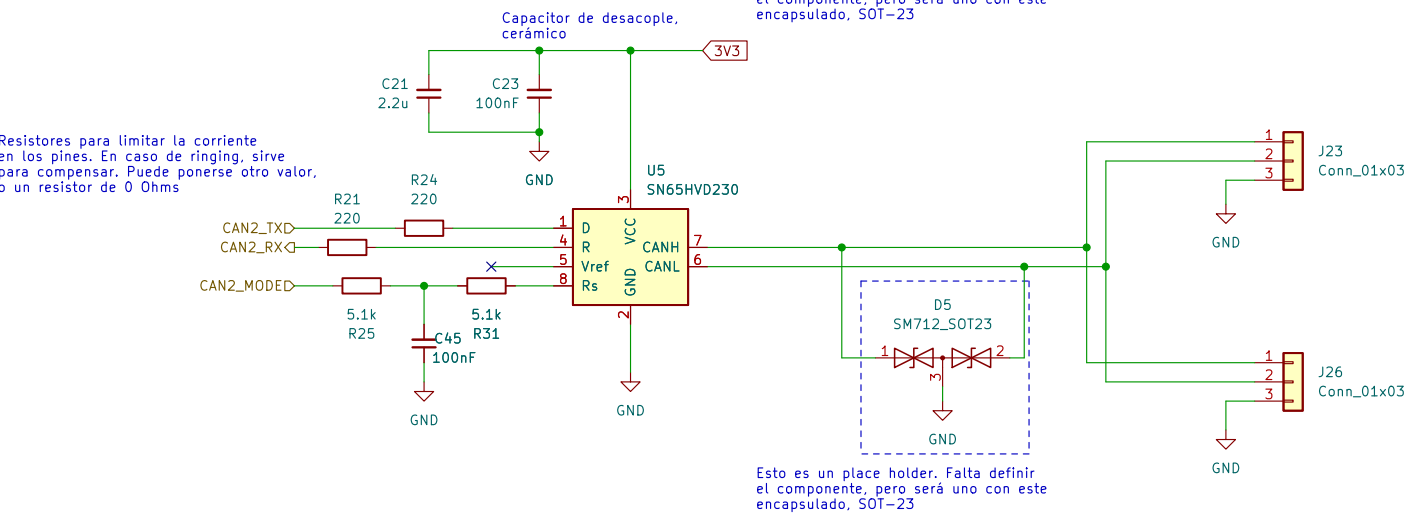 el componente, pero será uno con este
encapsulado, SOT-23
Capacitor de desacople,
cerámico
3V3
C21
2.2u
C23
100nF
GND
Resistores para limitar la corriente
en los pines. En caso de ringing, sirve
para compensar. Puede ponerse otro valor,
o un resistor de 0 Ohms
U5
SN65HVD230
R24
220
R21
220
CAN2_TX
CAN2_RX
CAN2_MODE
5.1k
R25
5.1k
R31
C45
100nF
GND
1 D
4 R
5 Vref
8 Rs
3 VCC
CANH 7
CANL 6
GND 2
GND
D5
SM712_SOT23
1
2
3
GND
Esto es un place holder. Falta definir
el componente, pero será uno con este
encapsulado, SOT-23
1
2
3
J23
Conn_01x03
GND
1
2
3
J26
Conn_01x03
GND